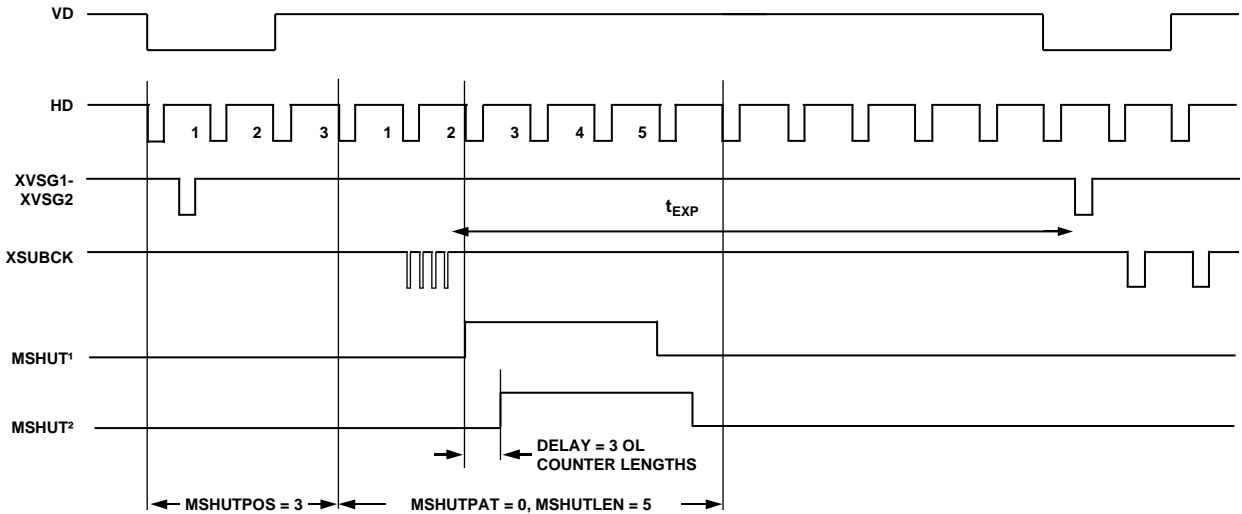 VD
HD
1 2 3 1 2 3 4 5
XVSG1-
XVSG2
tEXP
XSUBCK
MSHUT¹
MSHUT²
DELAY = 3 OL
COUNTER LENGTHS
MSHUTPOS = 3
MSHUTPAT = 0, MSHUTLEN = 5